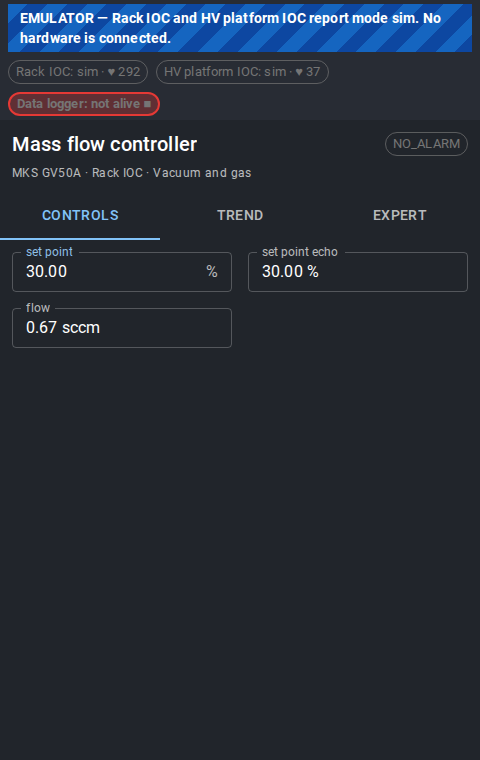 EMULATOR — Rack IOC and HV platform IOC report mode sim. No
hardware is connected.
Rack IOC: sim · ♥ 292
HV platform IOC: sim · ♥ 37
Data logger: not alive ■
Mass flow controller
NO_ALARM
MKS GV50A · Rack IOC · Vacuum and gas
CONTROLS
TREND
EXPERT
set point
30.00 %
set point echo
30.00 %
flow
0.67 sccm